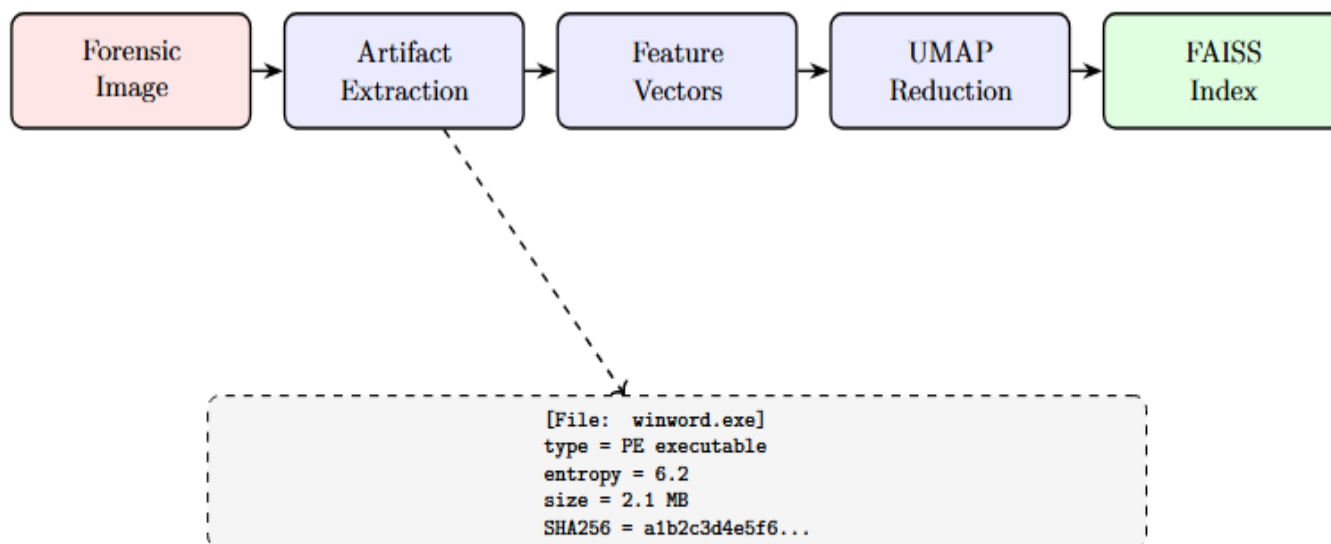 Forensic
Image
Artifact
Extraction
Feature
Vectors
UMAP
Reduction
FAISS
Index
[File: winword.exe]
type = PE executable
entropy = 6.2
size = 2.1 MB
SHA256 = a1b2c3d4e5f6...